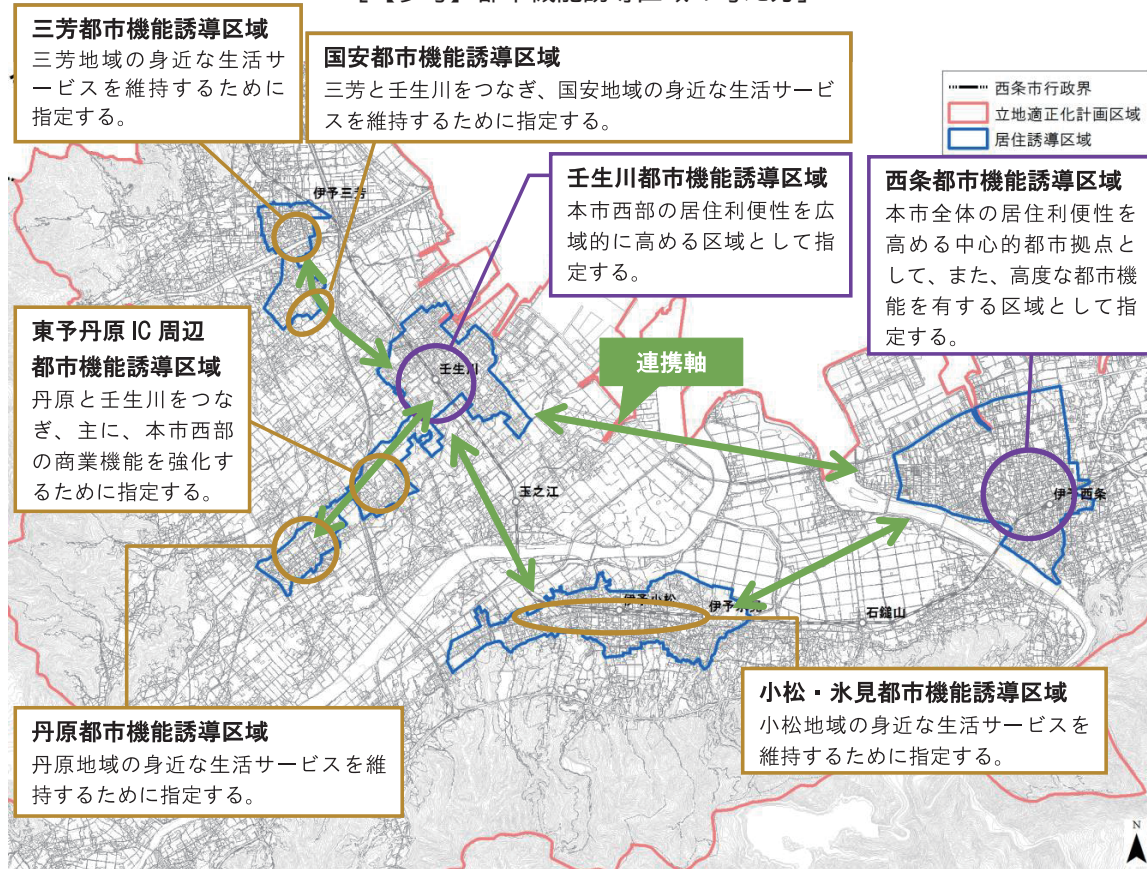 三芳都市機能誘導区域
三芳地域の身近な生活サ
ービスを維持するために
指定する。
国安都市機能誘導区域
三芳と壬生川をつなぎ、国安地域の身近な生活サービ
スを維持するために指定する。
西条市行政界
立地適正化計画区域
居住誘導区域
壬生川都市機能誘導区域
本市西部の居住利便性を広
域的に高める区域として指
定する。
西条都市機能誘導区域
本市全体の居住利便性を
高める中心的都市拠点と
して、また、高度な都市機
能を有する区域として指
定する。
伊予三芳
東予丹原 IC 周辺
都市機能誘導区域
丹原と壬生川をつな
ぎ、主に、本市西部
の商業機能を強化す
るために指定する。
連携軸
壬生川
玉之江
伊予西条
伊予小松
伊予氷見
石鎚山
丹原都市機能誘導区域
丹原地域の身近な生活サービスを維
持するために指定する。
小松・氷見都市機能誘導区域
小松地域の身近な生活サービスを
維持するために指定する。
N